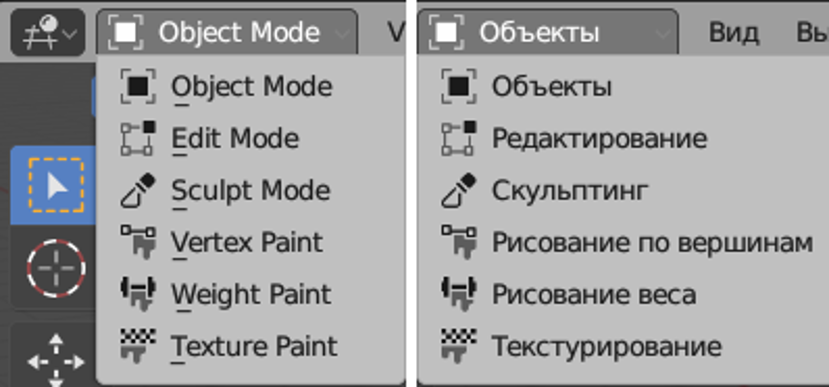 Object Mode
V
Object Mode
Edit Mode
Sculpt Mode
Vertex Paint
Weight Paint
Texture Paint
Объекты
Вид
Вы
Объекты
Редактирование
Скульптинг
Рисование по вершинам
Рисование веса
Текстурирование